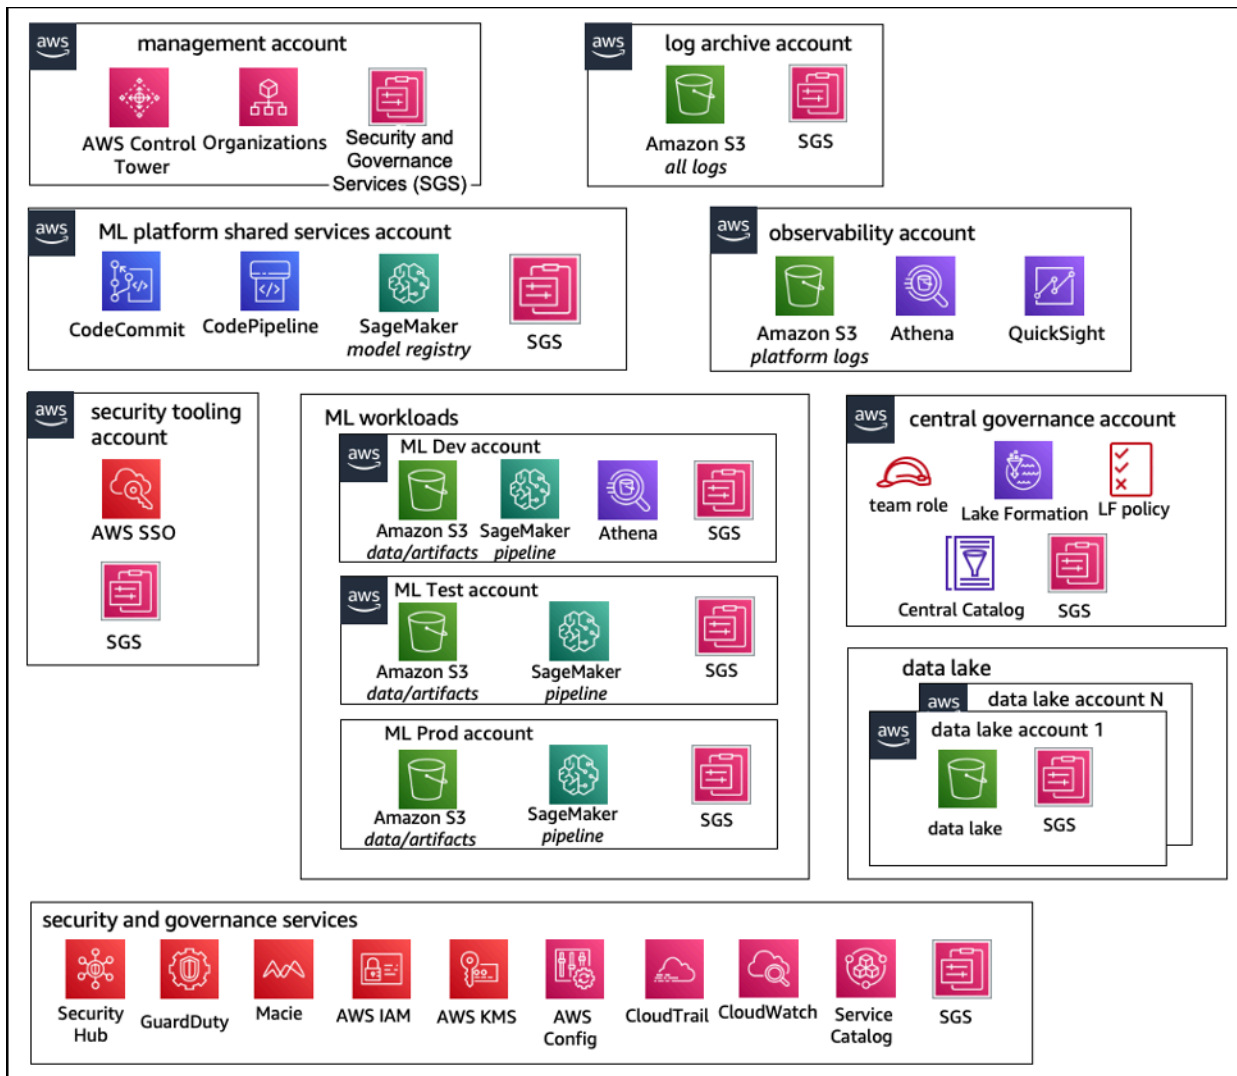 aws
management account
AWS Control
Tower
Organizations
Security and
Governance
Services (SGS)
aws
log archive account
Amazon S3
all logs
SGS
aws
ML platform shared services account
CodeCommit
CodePipeline
SageMaker
model registry
SGS
aws
observability account
Amazon S3
platform logs
Athena
QuickSight
aws
security tooling
account
AWS SSO
SGS
ML workloads
aws
ML Dev account
Amazon S3
data/artifacts
SageMaker
pipeline
Athena
SGS
aws
ML Test account
Amazon S3
data/artifacts
SageMaker
pipeline
SGS
ML Prod account
Amazon S3
data/artifacts
SageMaker
pipeline
SGS
aws
central governance account
team role
Lake Formation
LF policy
Central Catalog
SGS
data lake
aws
data lake account N
aws
data lake account 1
data lake
SGS
security and governance services
Security
Hub
GuardDuty
Macie
AWS IAM
AWS KMS
AWS
Config
CloudTrail
CloudWatch
Service
Catalog
SGS